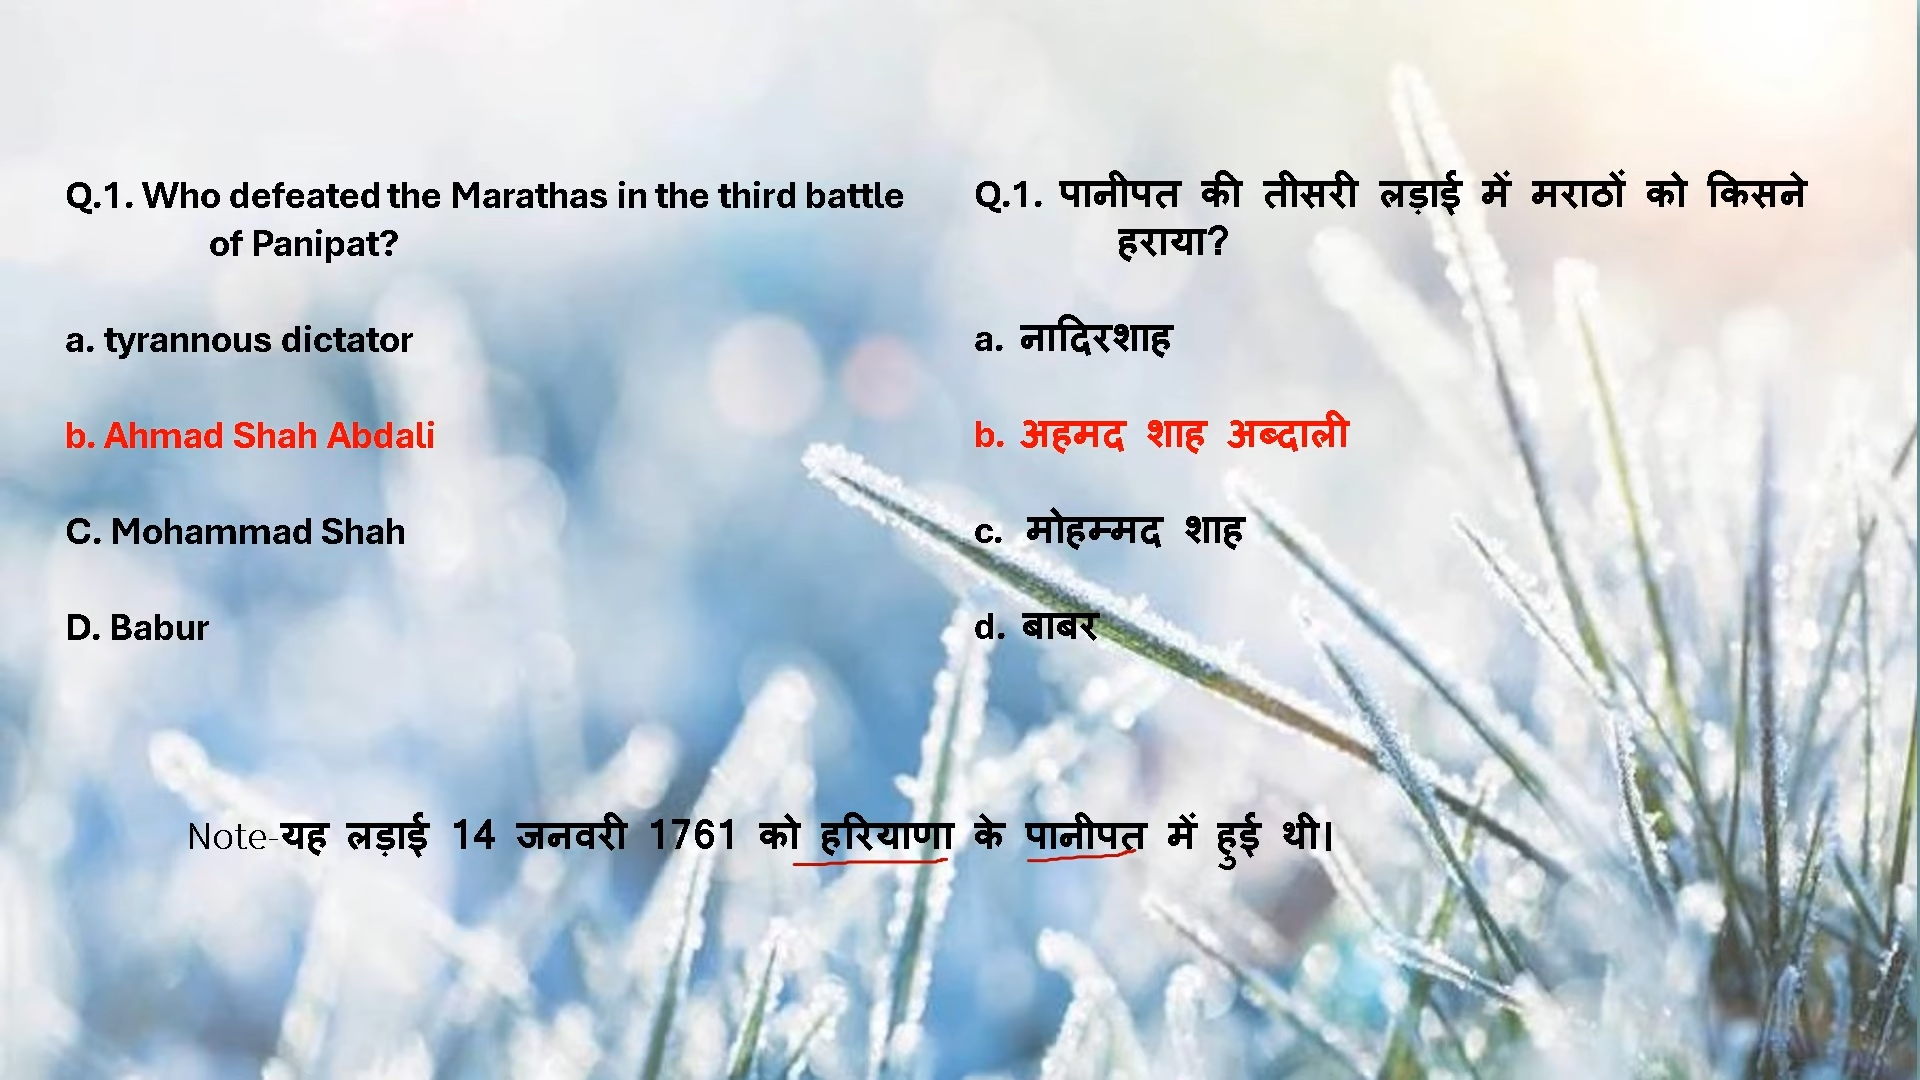 Q.1. Who defeated the Marathas in the third battle
of Panipat?
a. tyrannous dictator
b. Ahmad Shah Abdali
C. Mohammad Shah
D. Babur
Q.1. पानीपत की तीसरी लड़ाई में मराठों को किसने
हराया?
a. नादिरशाह
b. अहमद शाह अब्दाली
c. मोहम्मद शाह
d. बाबर
Note-यह लड़ाई 14 जनवरी 1761 को हरियाणा के पानीपत में हुई थी।